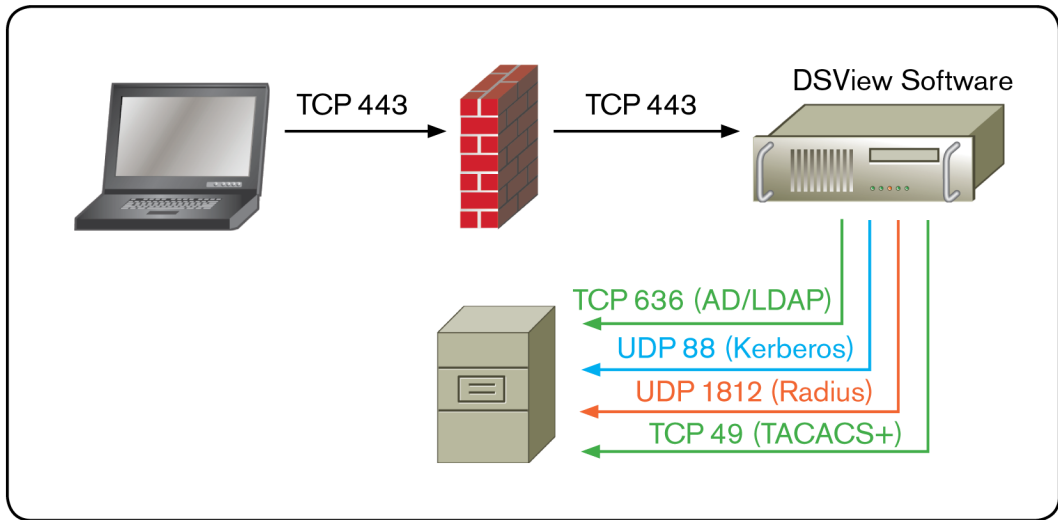 DSView Software
TCP 443
TCP 443
TCP 636 (AD/LDAP)
UDP 88 (Kerberos)
UDP 1812 (Radius)
TCP 49 (TACACS+)